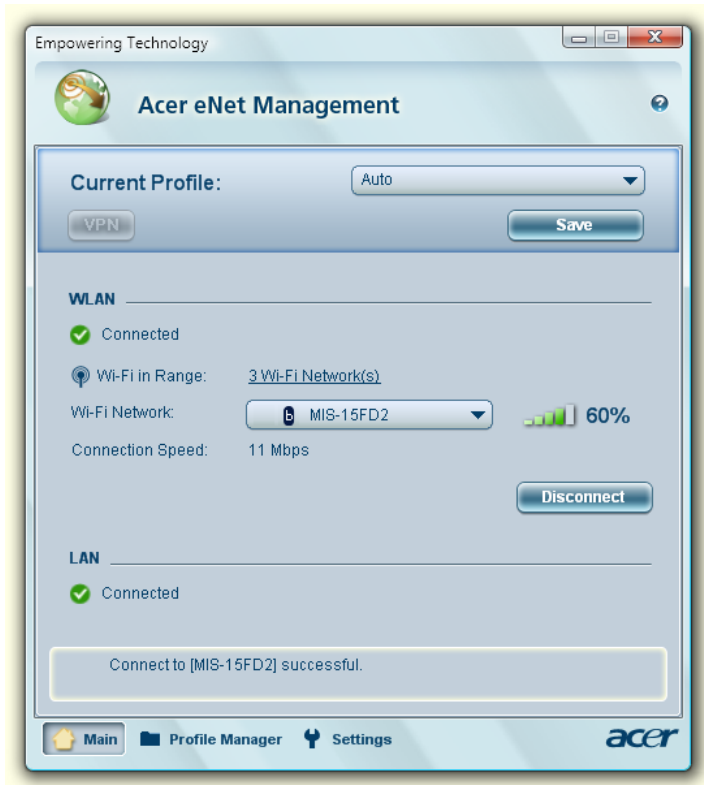 Empowering Technology
Acer eNet Management
Current Profile: Auto
VPN Save
WLAN
Connected
Wi-Fi in Range: 3 Wi-Fi Network(s)
Wi-Fi Network: b MIS-15FD2 60%
Connection Speed: 11 Mbps
Disconnect
LAN
Connected
Connect to [MIS-15FD2] successful.
Main Profile Manager Settings acer